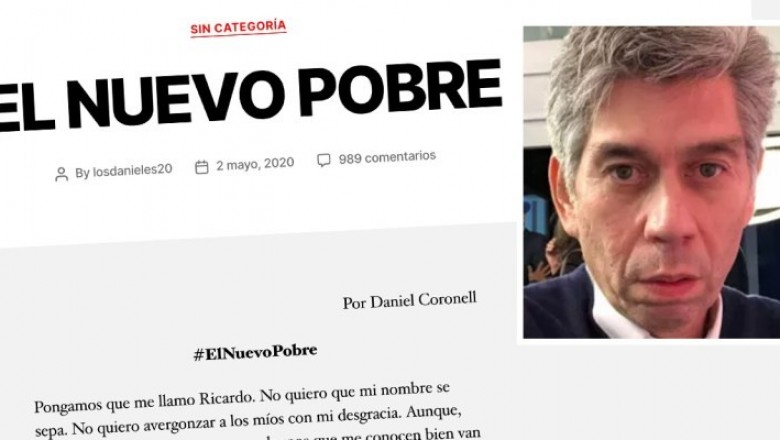 SIN CATEGORÍA
EL NUEVO POBRE
By losdanieles20
2 mayo, 2020
989 comentarios
Por Daniel Coronell
#ElNuevoPobre
Pongamos que me llamo Ricardo. No quiero que mi nombre se
sepa. No quiero avergonzar a los míos con mi desgracia. Aunque,
que me conocen bien van